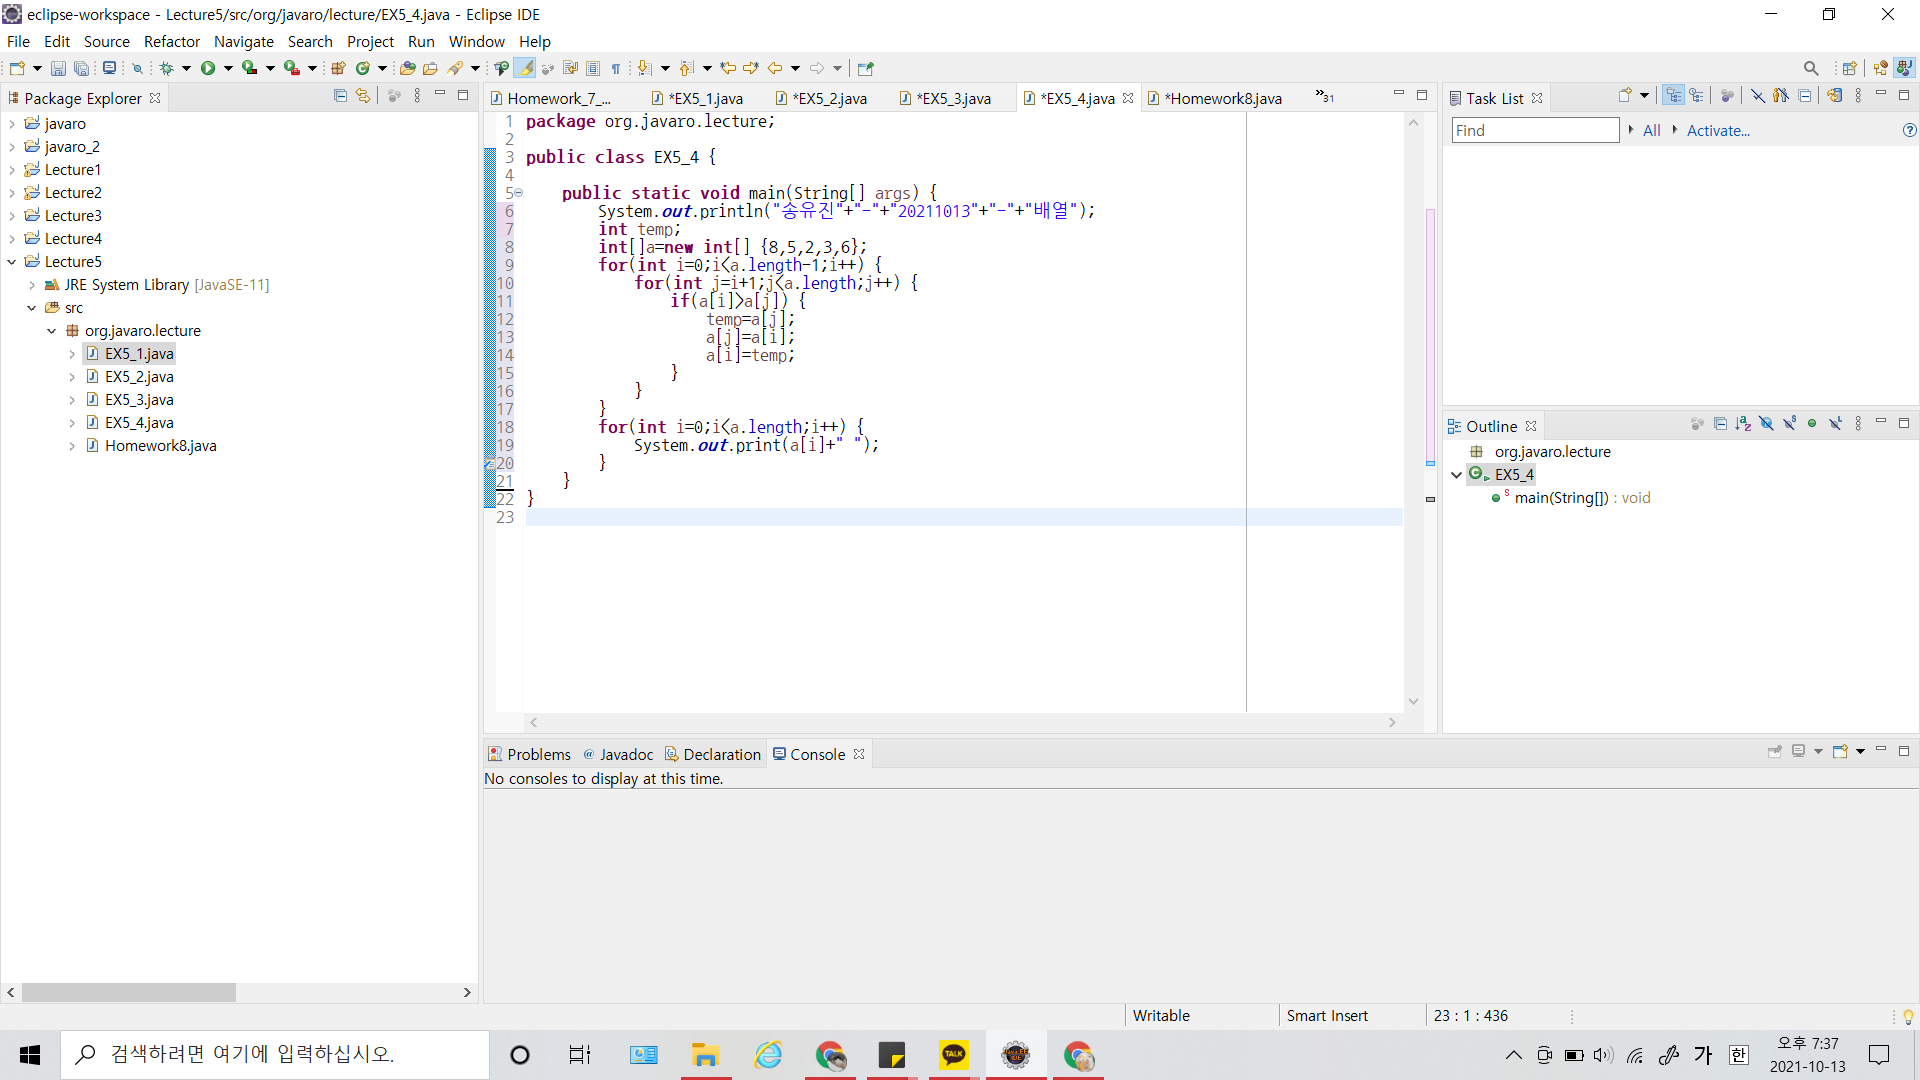 eclipse-workspace - Lecture5/src/org/javaro/lecture/EX5_4.java - Eclipse IDE
File Edit Source Refactor Navigate Search Project Run Window Help
Package Explorer
javaro
javaro_2
Lecture1
Lecture2
Lecture3
Lecture4
Lecture5
JRE System Library [JavaSE-11]
src
org.javaro.lecture
EX5_1.java
EX5_2.java
EX5_3.java
EX5_4.java
Homework8.java
Homework_7_... *EX5_1.java *EX5_2.java *EX5_3.java *EX5_4.java *Homework8.java »31
1 package org.javaro.lecture;
2
3 public class EX5_4 {
4
5 public static void main(String[] args) {
6 System.out.println("송유진"+"-"+"20211013"+"-"+"배열");
7 int temp;
8 int[]a=new int[] {8,5,2,3,6};
9 for(int i=0;i<a.length-1;i++) {
10 for(int j=i+1;j<a.length;j++) {
11 if(a[i]>a[j]) {
12 temp=a[j];
13 a[j]=a[i];
14 a[i]=temp;
15 }
16 }
17 }
18 for(int i=0;i<a.length;i++) {
19 System.out.print(a[i]+" ");
20 }
21 }
22 }
23
Task List
Find All Activate...
Outline
org.javaro.lecture
EX5_4
main(String[]) : void
Problems Javadoc Declaration Console
No consoles to display at this time.
Writable Smart Insert 23 : 1 : 436
검색하려면 여기에 입력하십시오.
TALK
가 한
오후 7:37
2021-10-13